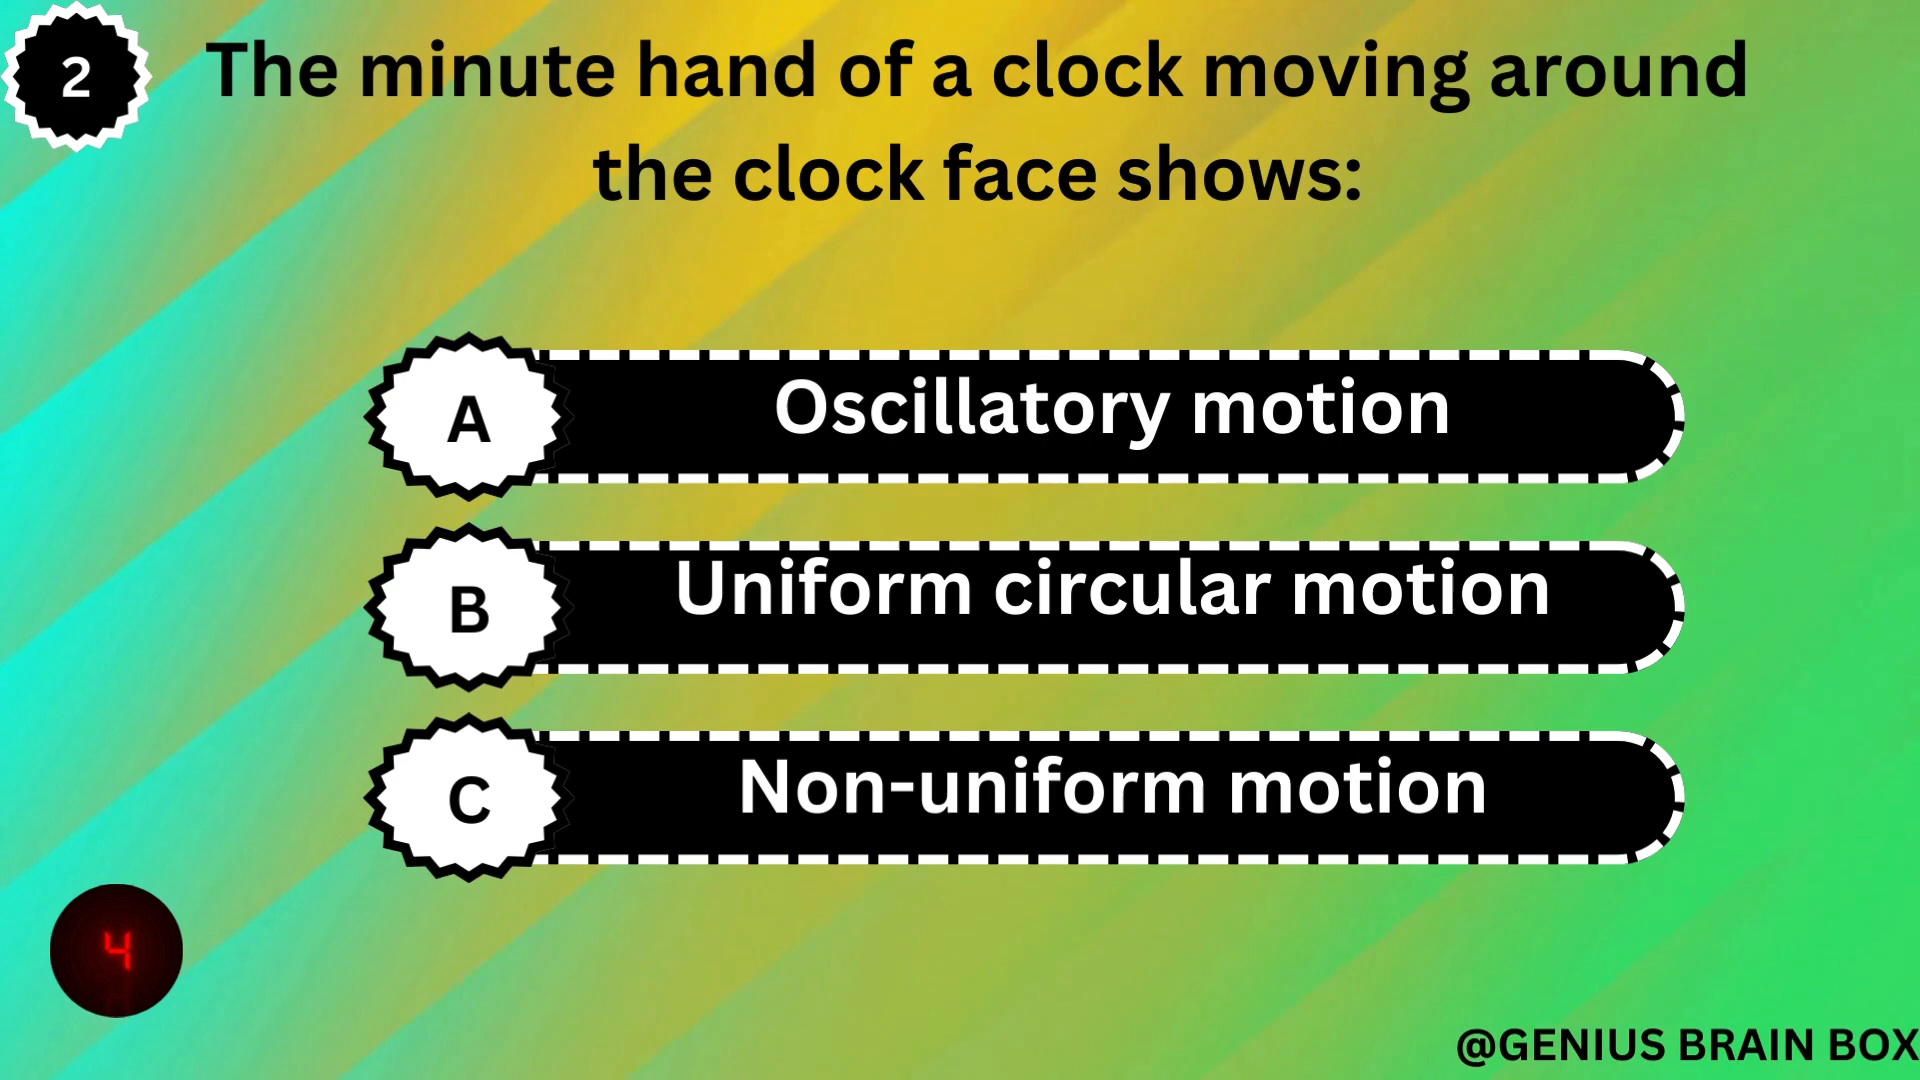 2
The minute hand of a clock moving around
the clock face shows:
A
Oscillatory motion
B
Uniform circular motion
C
Non-uniform motion
4
@GENIUS BRAIN BOX